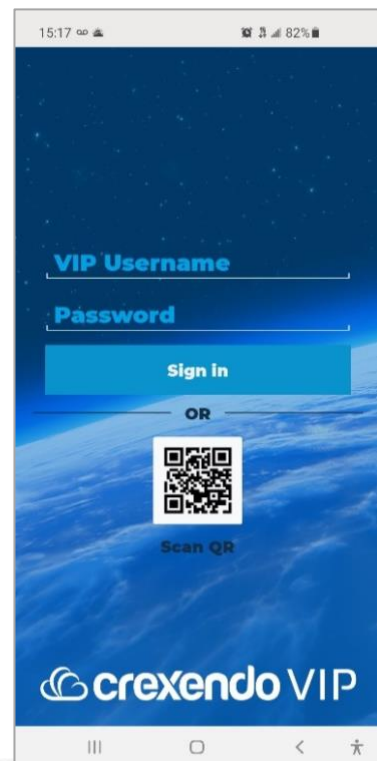 15:17
82%
VIP Username
Password
Sign in
OR
Scan QR
crexendo VIP